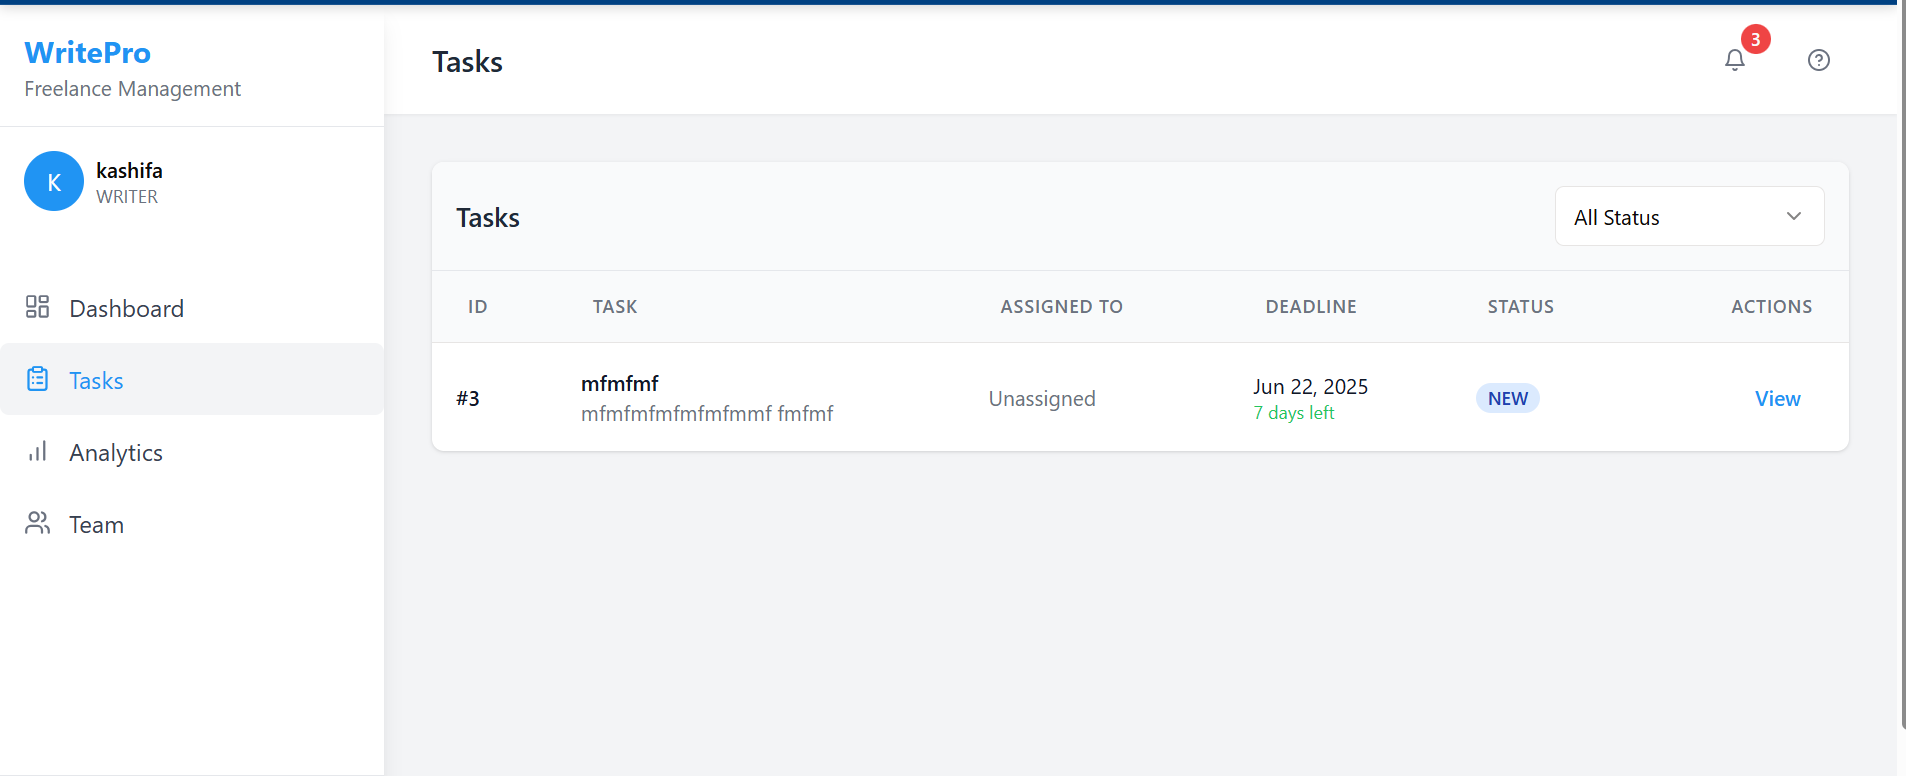 WritePro
Freelance Management
K
kashifa
WRITER
Dashboard
Tasks
Analytics
Team
Tasks
3
Tasks
All Status
ID TASK ASSIGNED TO DEADLINE STATUS ACTIONS
#3
mfmfmf
mfmfmfmfmfmfmmf fmfmf
Unassigned
Jun 22, 2025
7 days left
NEW
View